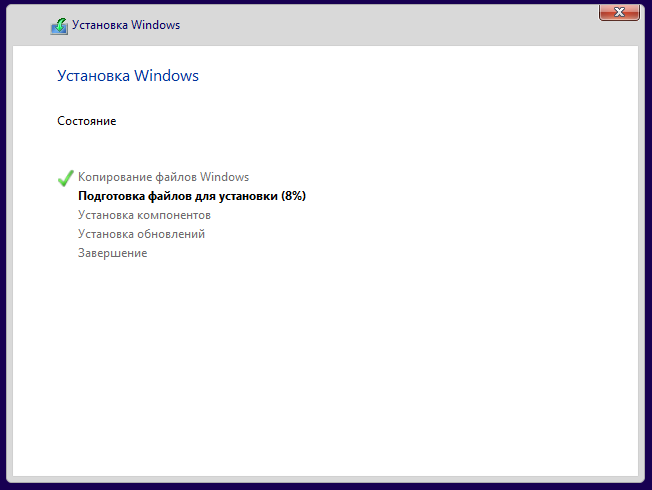 Установка Windows
Установка Windows
Состояние
Копирование файлов Windows
Подготовка файлов для установки (8%)
Установка компонентов
Установка обновлений
Завершение